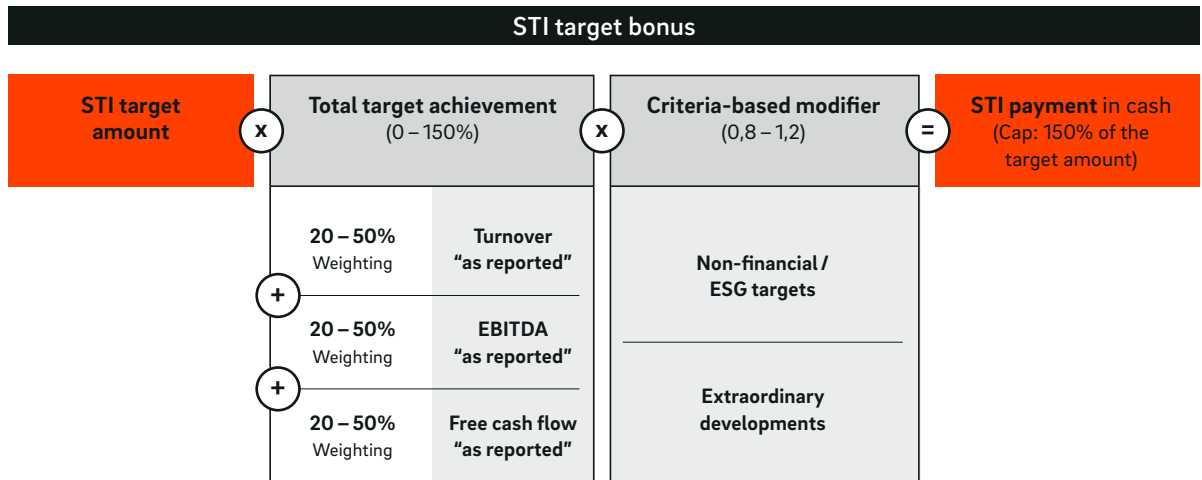 STI target bonus
STI target
amount
x
Total target achievement
(0 – 150%)
x
Criteria-based modifier
(0,8 – 1,2)
=
STI payment in cash
(Cap: 150% of the
target amount)
20 – 50%
Weighting
Turnover
“as reported”
+
20 – 50%
Weighting
EBITDA
“as reported”
+
20 – 50%
Weighting
Free cash flow
“as reported”
Non-financial /
ESG targets
Extraordinary
developments